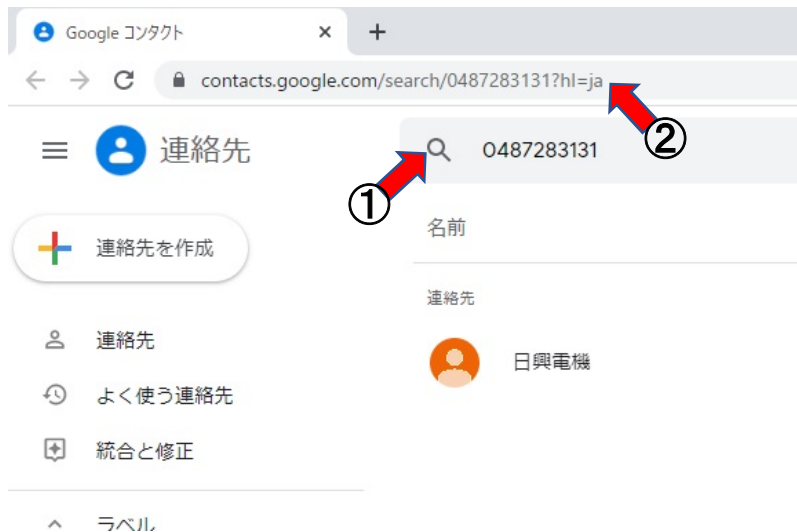 Google コンタクト
contacts.google.com/search/0487283131?hl=ja
②
連絡先
0487283131
①
名前
連絡先を作成
連絡先
日興電機
連絡先
よく使う連絡先
統合と修正
ラベル